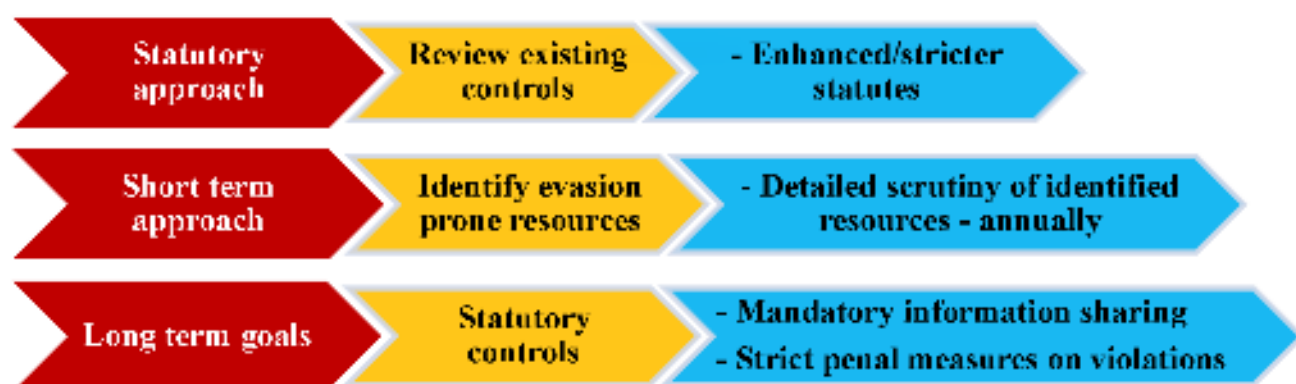 Statutory
approach
Review existing
controls
- Enhanced/stricter
statutes
Short term
approach
Identify evasion
prone resources
- Detailed scrutiny of identified
resources - annually
Long term goals
Statutory
controls
- Mandatory information sharing
- Strict penal measures on violations